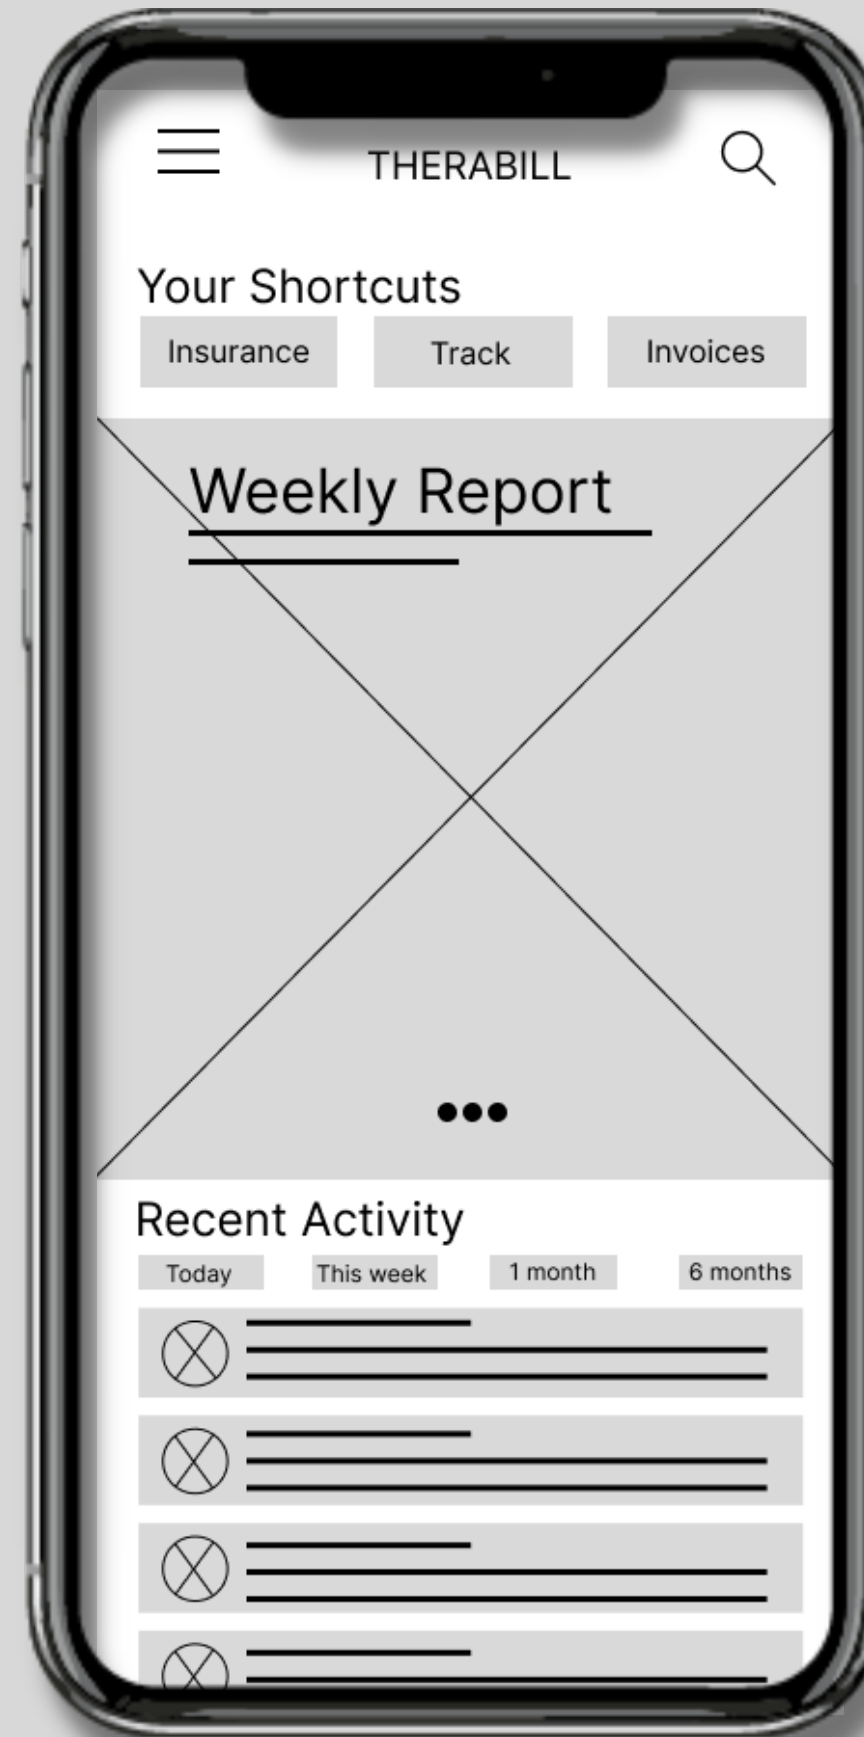 THERABILL
Your Shortcuts
Insurance Track Invoices
Weekly Report
Recent Activity
Today This week 1 month 6 months